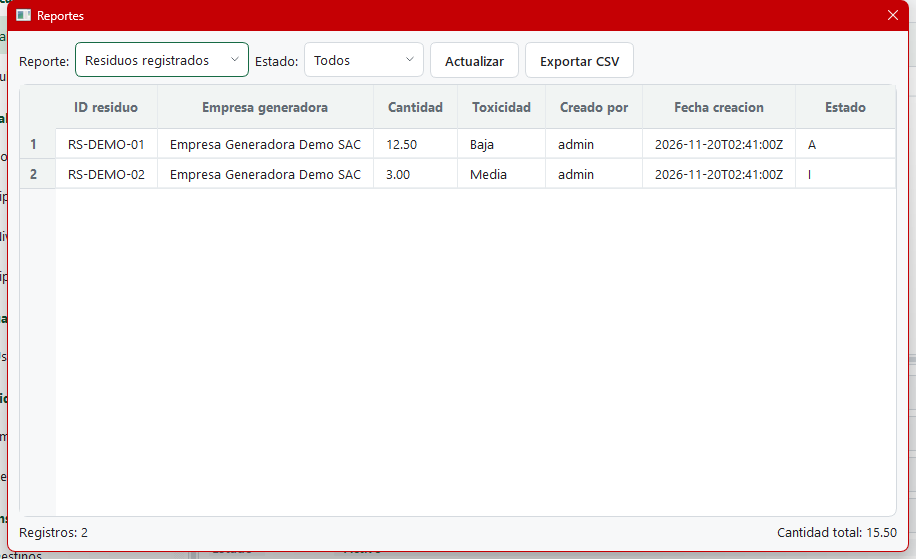 Reportes
Reporte: Residuos registrados Estado: Todos Actualizar Exportar CSV
ID residuo Empresa generadora Cantidad Toxicidad Creado por Fecha creacion Estado
1 RS-DEMO-01 Empresa Generadora Demo SAC 12.50 Baja admin 2026-11-20T02:41:00Z A
2 RS-DEMO-02 Empresa Generadora Demo SAC 3.00 Media admin 2026-11-20T02:41:00Z I
Registros: 2 Cantidad total: 15.50